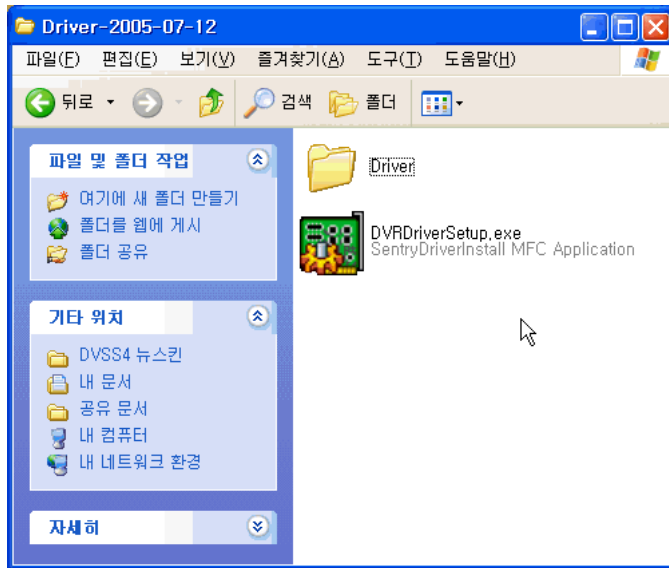 Driver-2005-07-12
파일(F) 편집(E) 보기(V) 즐겨찾기(A) 도구(T) 도움말(H)
뒤로 검색 폴더
파일 및 폴더 작업
여기에 새 폴더 만들기
폴더를 웹에 게시
폴더 공유
기타 위치
DVSS4 뉴스킨
내 문서
공유 문서
내 컴퓨터
내 네트워크 환경
자세히
Driver
DVRDriverSetup.exe
SentryDriverInstall MFC Application